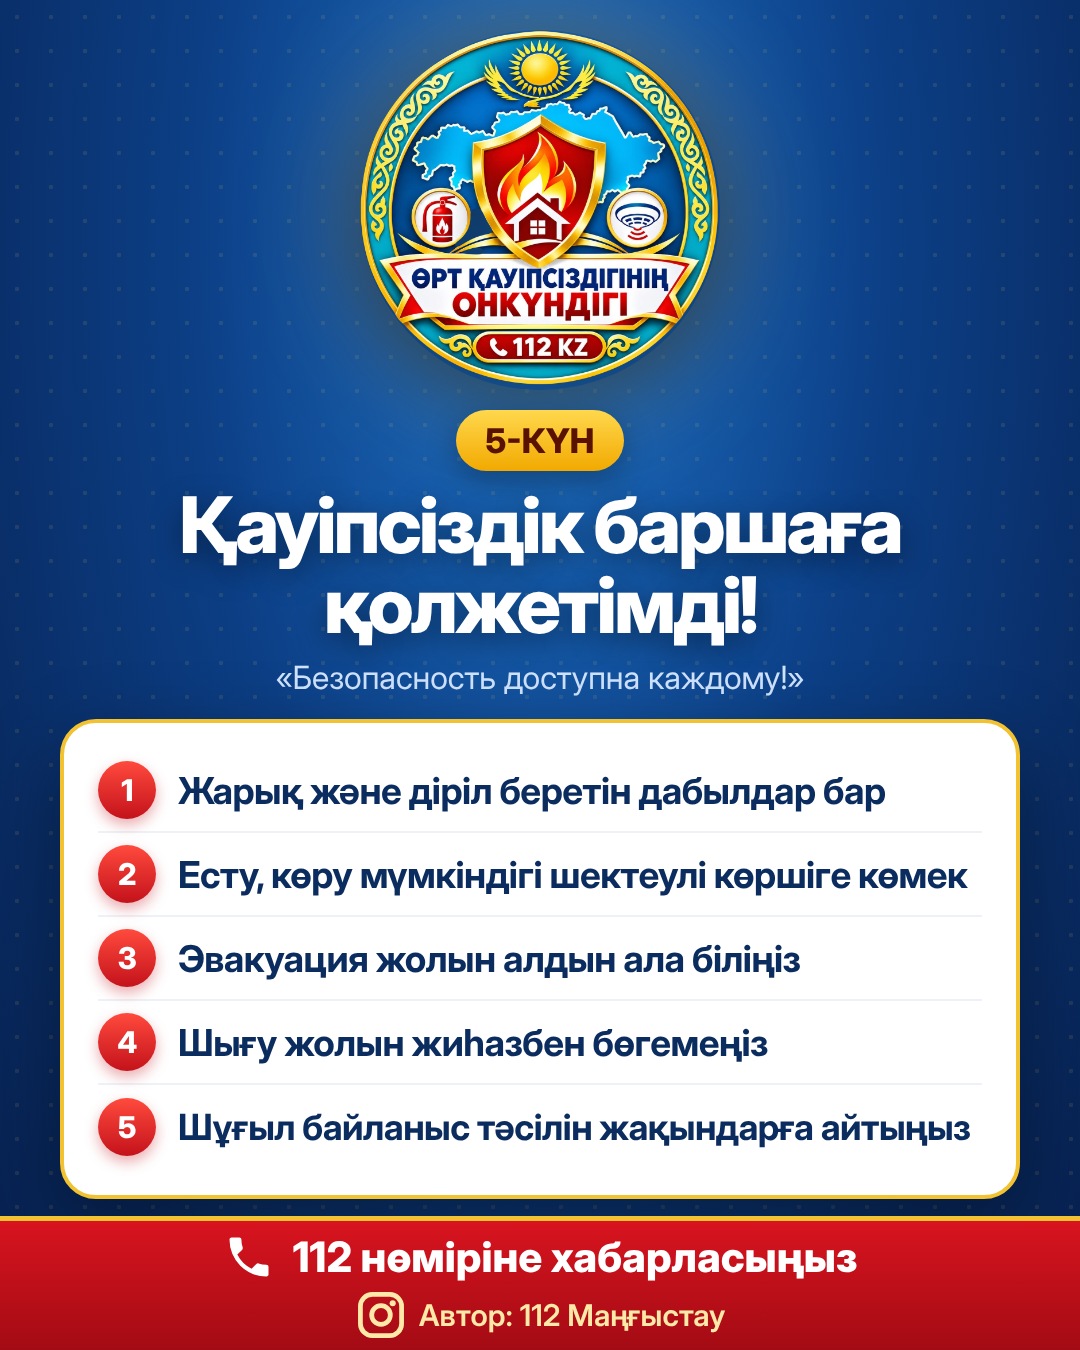 ӨРТ ҚАУІПСІЗДІГІНІҢ
ОНКҮНДІГІ
112 KZ
5-КҮН
Қауіпсіздік баршаға
қолжетімді!
«Безопасность доступна каждому!»
1 Жарық және діріл беретін дабылдар бар
2 Есту, көру мүмкіндігі шектеулі көршіге көмек
3 Эвакуация жолын алдын ала біліңіз
4 Шығу жолын жиһазбен бөгемеңіз
5 Шұғыл байланыс тәсілін жақындарға айтыңыз
112 нөміріне хабарласыңыз
Автор: 112 Маңғыстау